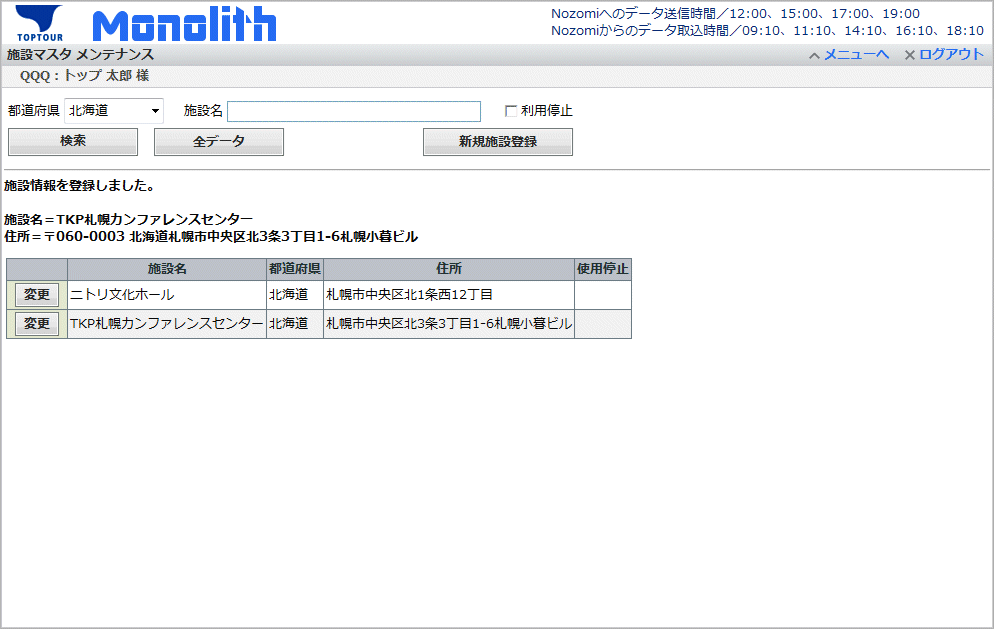 TOPTOUR
Monolith
Nozomiへのデータ送信時間／12:00、15:00、17:00、19:00
Nozomiからのデータ取込時間／09:10、11:10、14:10、16:10、18:10
施設マスタ メンテナンス メニューへ ログアウト
QQQ：トップ 太郎 様
都道府県 北海道 施設名 利用停止
検索 全データ 新規施設登録
施設情報を登録しました。
施設名＝TKP札幌カンファレンスセンター
住所＝〒060-0003 北海道札幌市中央区北3条3丁目1-6札幌小暮ビル
施設名 都道府県 住所 使用停止
変更 ニトリ文化ホール 北海道 札幌市中央区北1条西12丁目
変更 TKP札幌カンファレンスセンター 北海道 札幌市中央区北3条3丁目1-6札幌小暮ビル